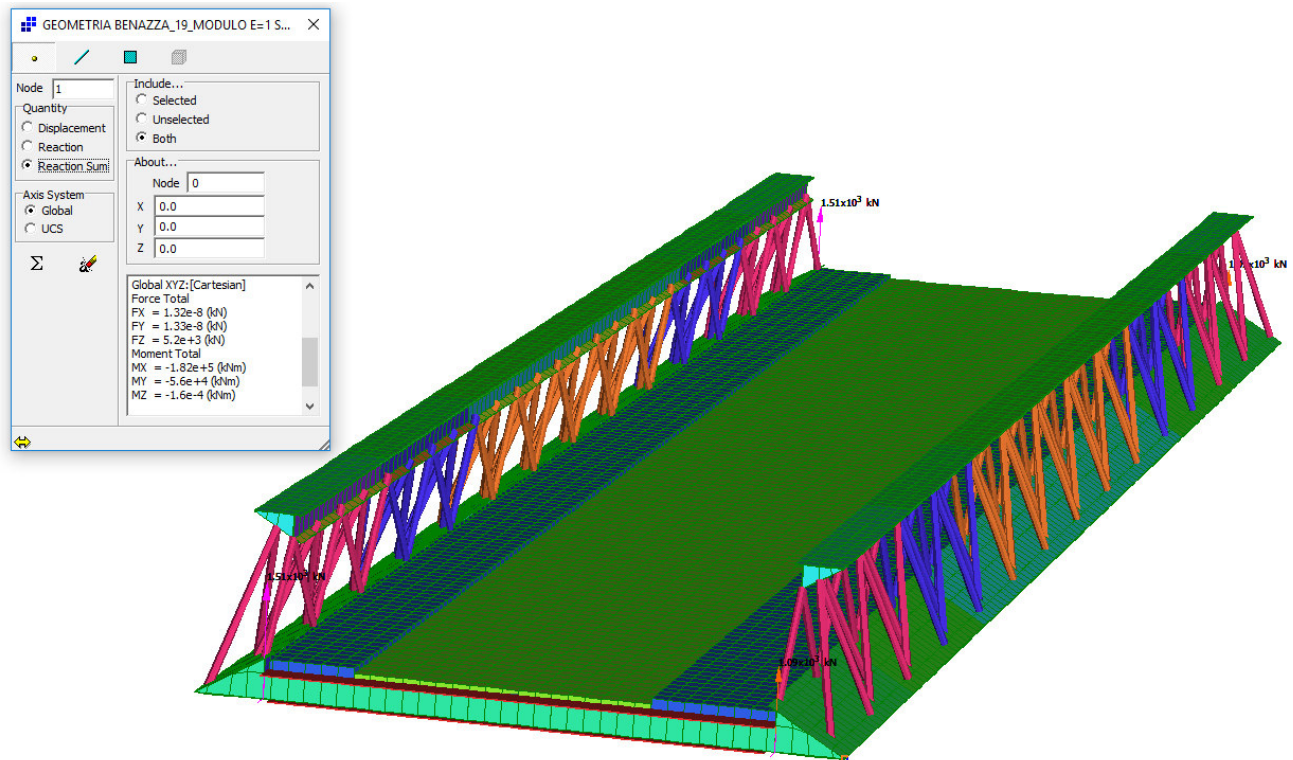 GEOMETRIA BENAZZA_19_MODULO E=1 S...
Node 1
Quantity
Displacement
Reaction
Reaction Sum
Axis System
Global
UCS
Σ
Include...
Selected
Unselected
Both
About...
Node 0
X 0.0
Y 0.0
Z 0.0
Global XYZ:[Cartesian]
Force Total
FX = 1.32e-8 (kN)
FY = 1.33e-8 (kN)
FZ = 5.2e+3 (kN)
Moment Total
MX = -1.82e+5 (kNm)
MY = -5.6e+4 (kNm)
MZ = -1.6e-4 (kNm)
1.51x10³ kN
x10³ kN
1.51x10³ kN
1.09x10³ kN